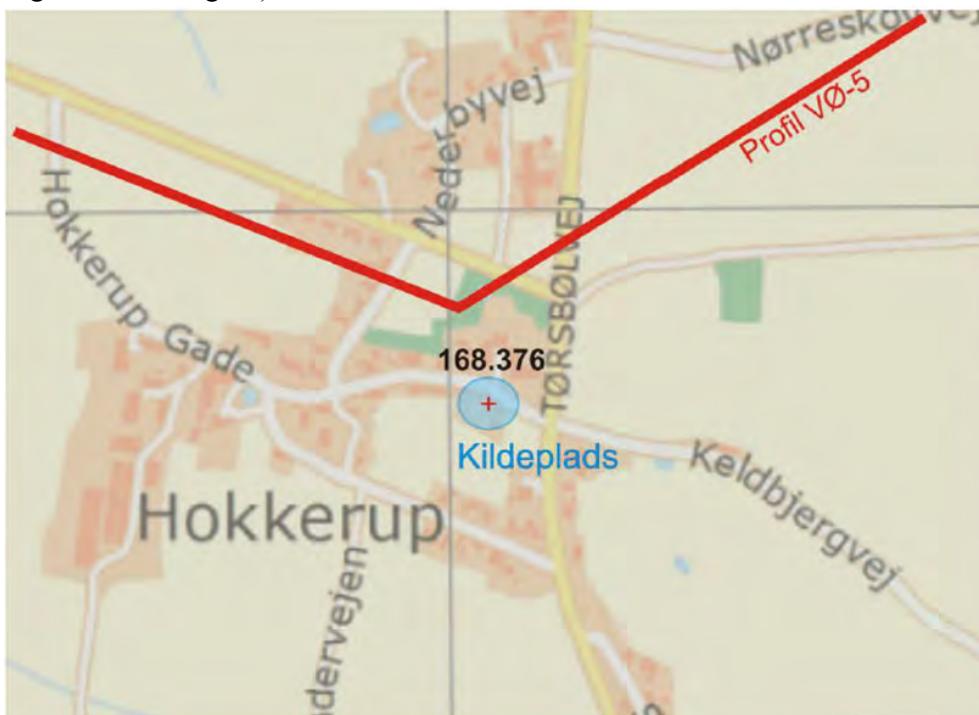 Nørreskovvej
Nederbyvej
Profil VØ-5
Hokkerup Gade
TØRSBØLVEJ
168.376
Kildeplads
Keldbjergvej
Hokkerup
dervejen